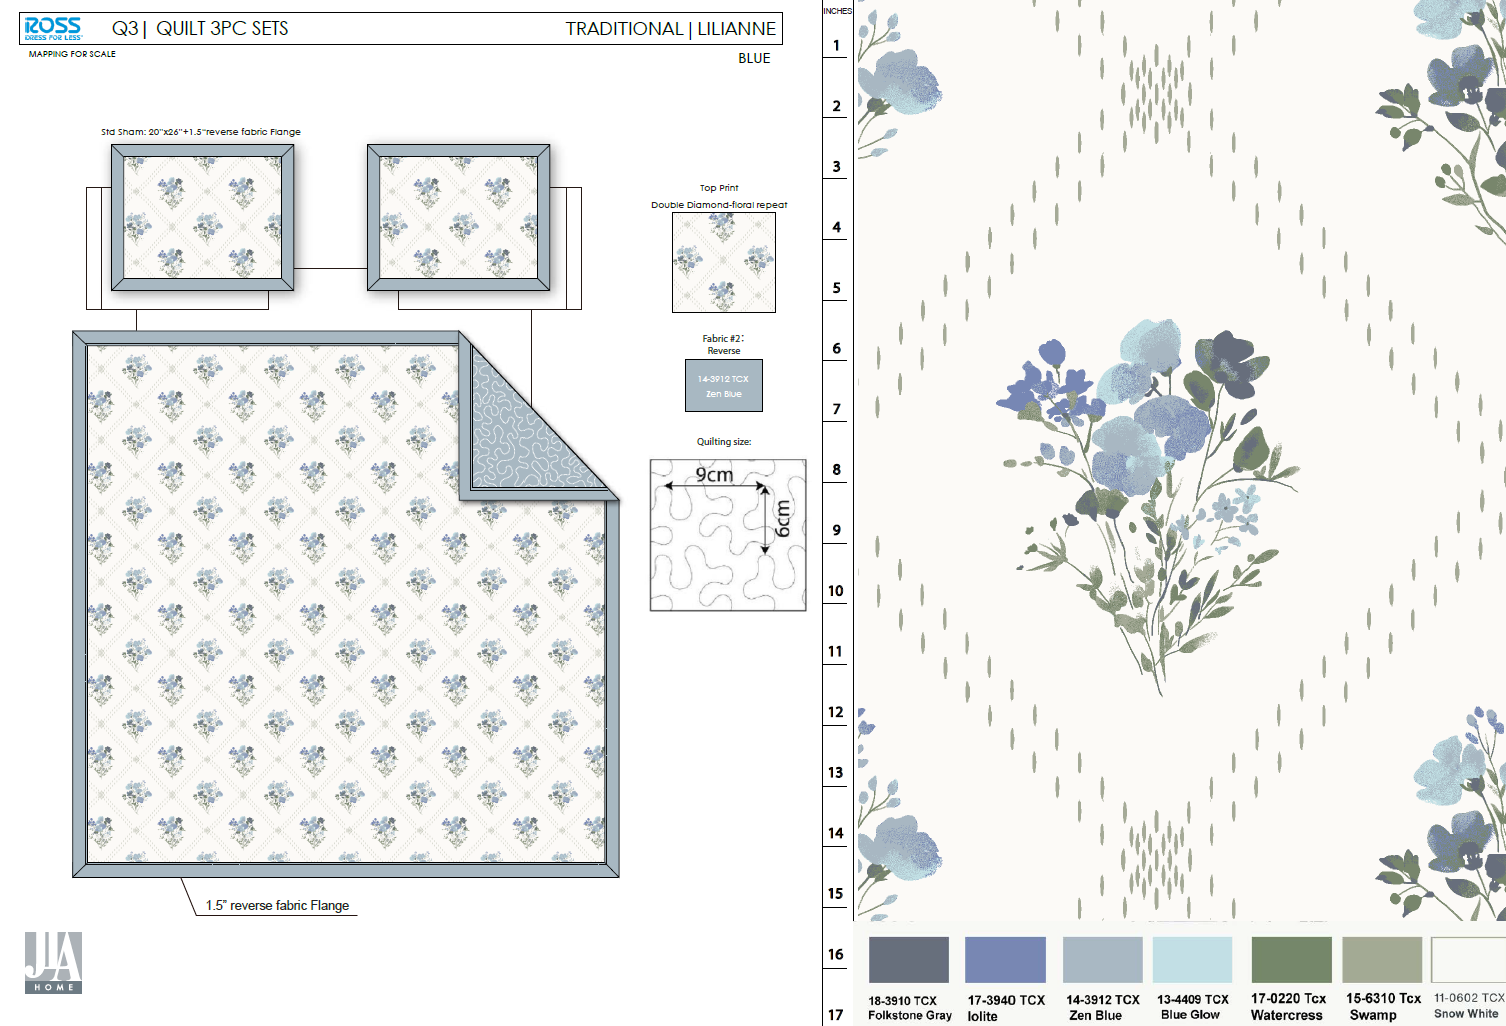 ROSS
DRESS FOR LESS
Q3| QUILT 3PC SETS
TRADITIONAL | LILIANNE
MAPPING FOR SCALE
BLUE
Std Sham: 20"x26"+1.5"reverse fabric Flange
Top Print
Double Diamond-floral repeat
Fabric #2:
Reverse
14-3912 TCX
Zen Blue
Quilting size:
9cm
6cm
1.5” reverse fabric Flange
JLA
HOME
INCHES
1
2
3
4
5
6
7
8
9
10
11
12
13
14
15
16
17
18-3910 TCX
Folkstone Gray
17-3940 TCX
Iolite
14-3912 TCX
Zen Blue
13-4409 TCX
Blue Glow
17-0220 Tcx
Watercress
15-6310 Tcx
Swamp
11-0602 TCX
Snow White